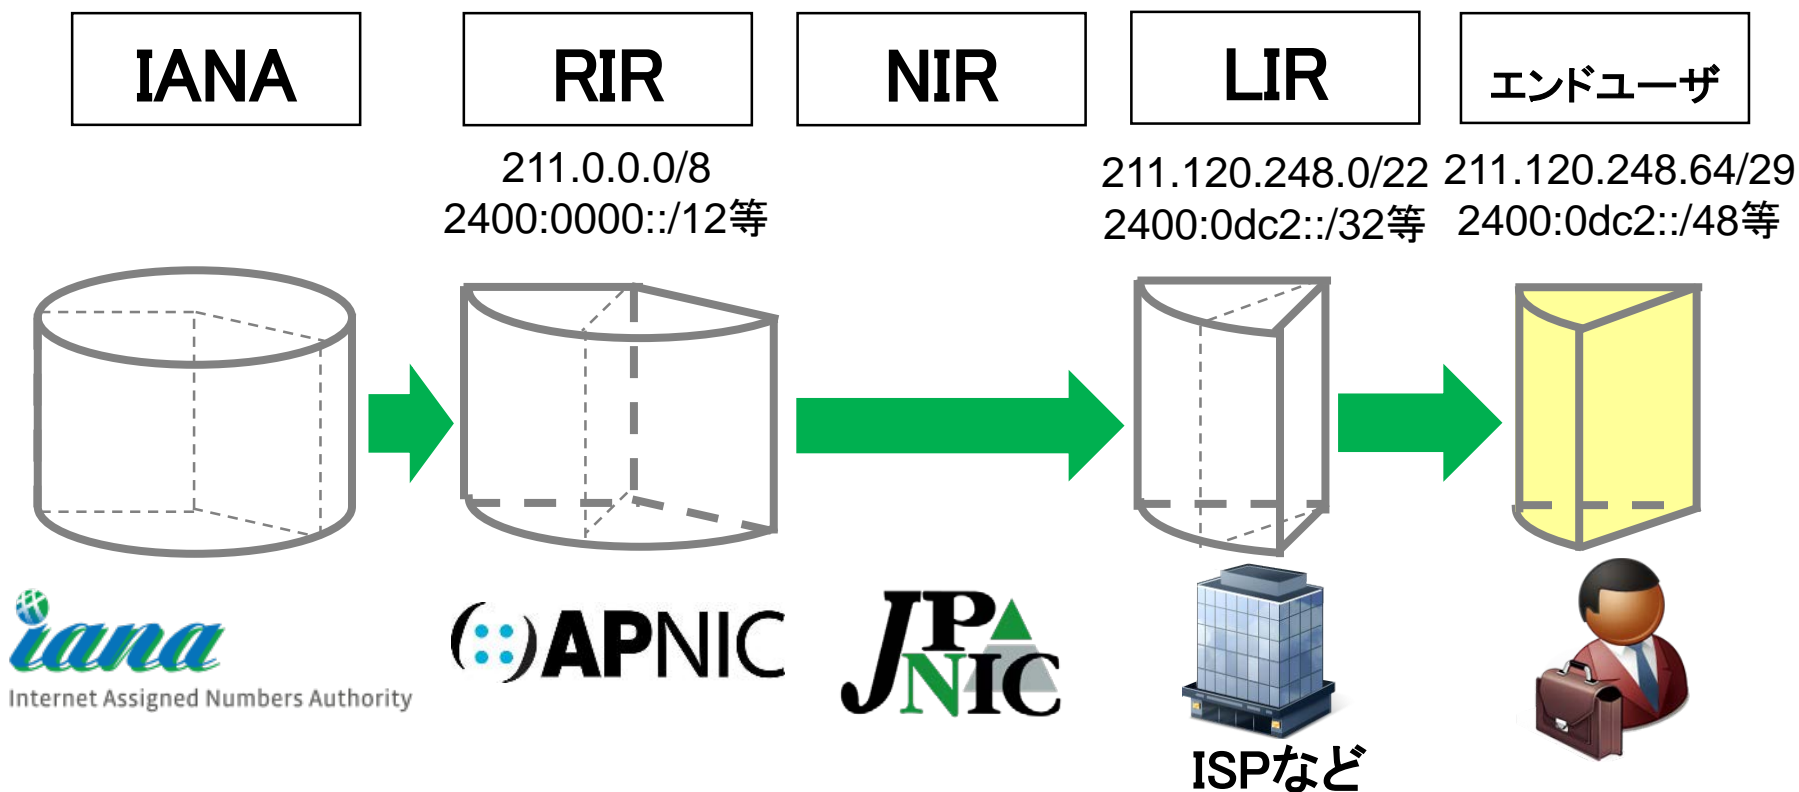 IANA
RIR
NIR
LIR
エンドユーザ
211.0.0.0/8
2400:0000::/12等
211.120.248.0/22
2400:0dc2::/32等
211.120.248.64/29
2400:0dc2::/48等
iana
Internet Assigned Numbers Authority
(::)APNIC
JPNIC
ISPなど